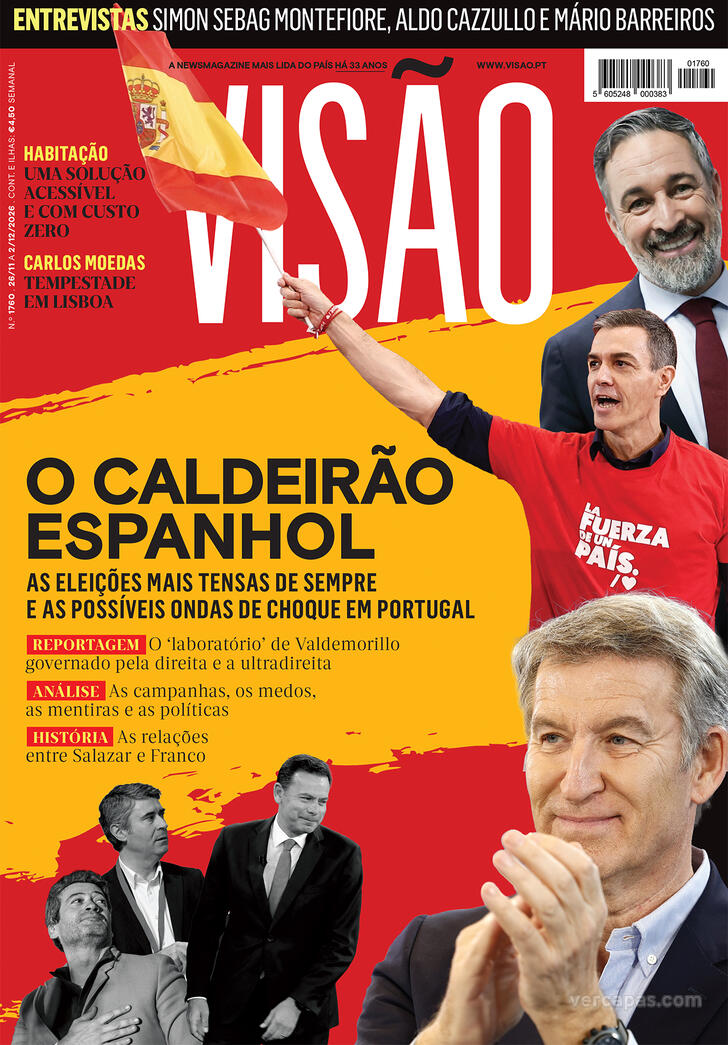 ENTREVISTAS SIMON SEBAG MONTEFIORE, ALDO CAZZULLO E MÁRIO BARREIROS
A NEWSMAGAZINE MAIS LIDA DO PAÍS HÁ 33 ANOS
WWW.VISAO.PT
01760
5 605248 000383
VISÃO
N.º 1760 . 26/11 A 2/12/2026 . CONT. E ILHAS: €4,50 SEMANAL
HABITAÇÃO
UMA SOLUÇÃO
ACESSÍVEL
E COM CUSTO
ZERO
CARLOS MOEDAS
TEMPESTADE
EM LISBOA
LA
FUERZA
DE UN
PAÍS.
O CALDEIRÃO
ESPANHOL
AS ELEIÇÕES MAIS TENSAS DE SEMPRE
E AS POSSÍVEIS ONDAS DE CHOQUE EM PORTUGAL
REPORTAGEM O ‘laboratório’ de Valdemorillo
governado pela direita e a ultradireita
ANÁLISE As campanhas, os medos,
as mentiras e as políticas
HISTÓRIA As relações
entre Salazar e Franco
vercapas.com